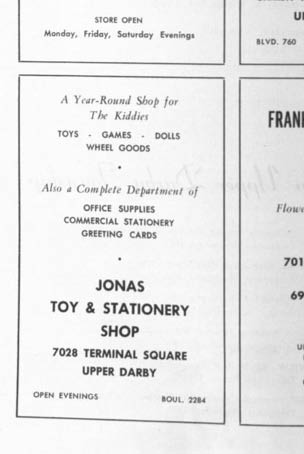 STORE OPEN
Monday, Friday, Saturday Evenings
BLVD. 760
A Year-Round Shop for
The Kiddies
TOYS - GAMES - DOLLS
WHEEL GOODS
Also a Complete Department of
OFFICE SUPPLIES
COMMERCIAL STATIONERY
GREETING CARDS
JONAS
TOY & STATIONERY
SHOP
7028 TERMINAL SQUARE
UPPER DARBY
OPEN EVENINGS BOUL. 2284
FRAN
Flow
701
69